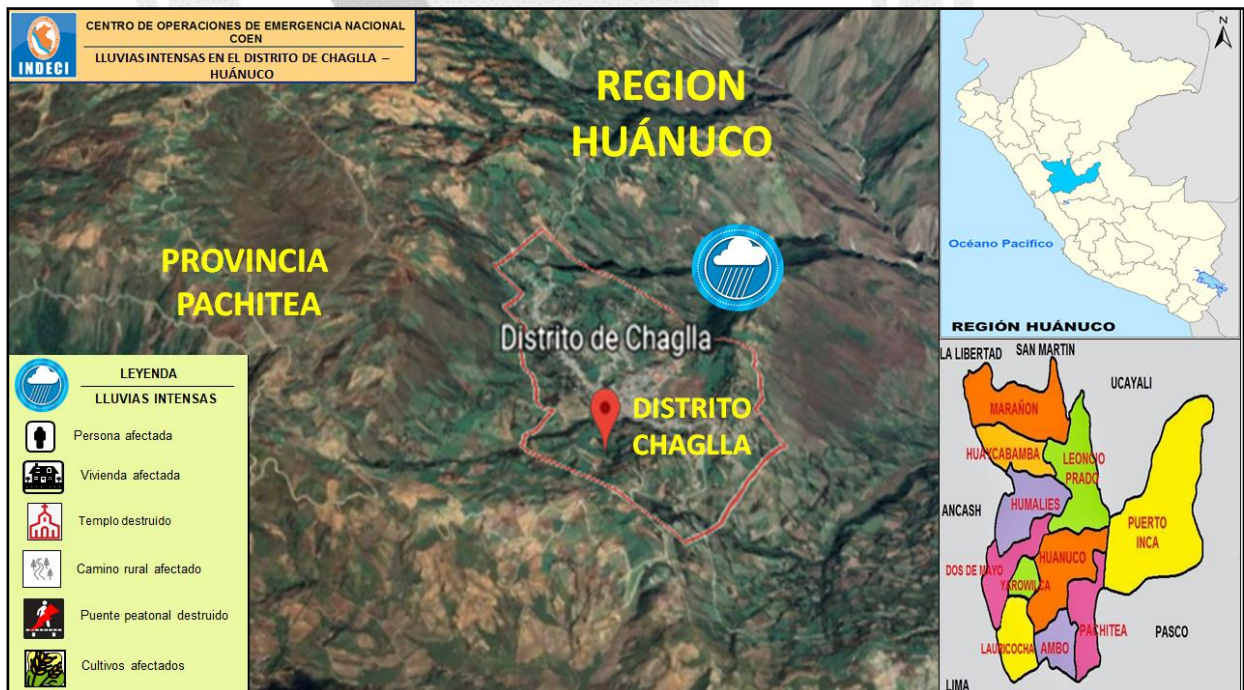 INDECI
CENTRO DE OPERACIONES DE EMERGENCIA NACIONAL
COEN
LLUVIAS INTENSAS EN EL DISTRITO DE CHAGLLA –
HUÁNUCO
REGION
HUÁNUCO
PROVINCIA
PACHITEA
Distrito de Chaglla
DISTRITO
CHAGLLA
LEYENDA
LLUVIAS INTENSAS
Persona afectada
Vivienda afectada
Templo destruido
Camino rural afectado
Puente peatonal destruido
Cultivos afectados
N
Océano Pacífico
REGIÓN HUÁNUCO
LA LIBERTAD
SAN MARTIN
UCAYALI
MARAÑON
HUAYCABAMBA
LEONCIO
PRADO
HUMALIES
ANCASH
PUERTO
INCA
HUANUCO
DOS DE MAYO
YAROWILCA
PACHITEA
PASCO
LAURICOCHA
AMBO
LIMA